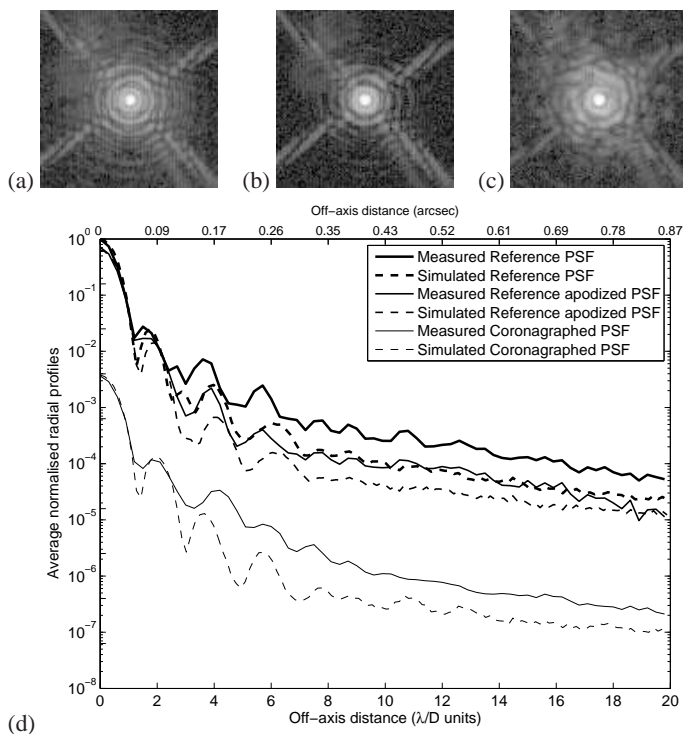 (a) (b) (c)
Off−axis distance (arcsec)
0 0.09 0.17 0.26 0.35 0.43 0.52 0.61 0.69 0.78 0.87
Measured Reference PSF
Simulated Reference PSF
Measured Reference apodized PSF
Simulated Reference apodized PSF
Measured Coronagraphed PSF
Simulated Coronagraphed PSF
Average normalised radial profiles
10⁰
10⁻¹
10⁻²
10⁻³
10⁻⁴
10⁻⁵
10⁻⁶
10⁻⁷
10⁻⁸
0 2 4 6 8 10 12 14 16 18 20
Off−axis distance (λ/D units)
(d)